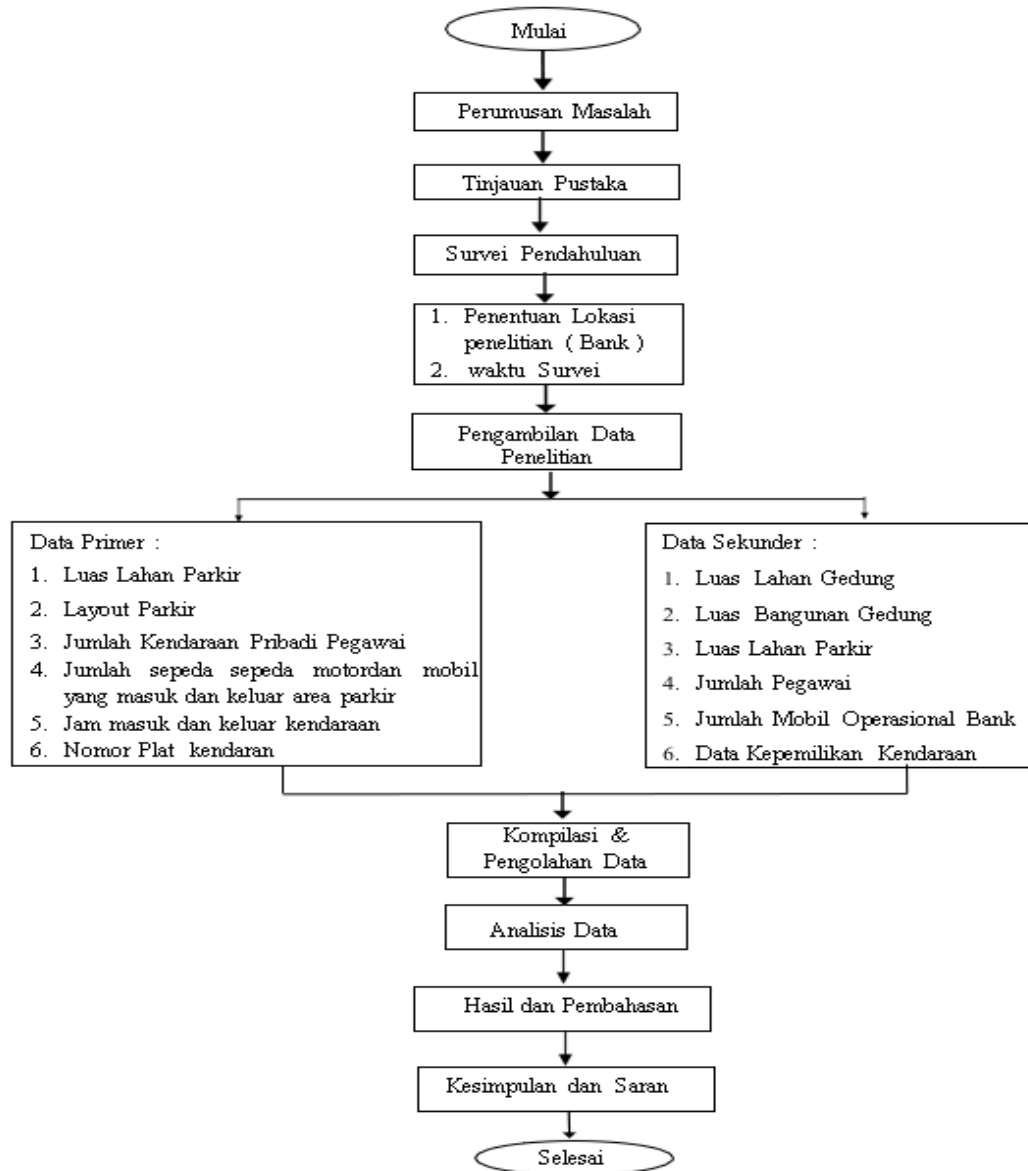 Mulai
Perumusan Masalah
Tinjauan Pustaka
Survei Pendahuluan
1. Penentuan Lokasi
penelitian ( Bank )
2. waktu Survei
Pengambilan Data
Penelitian
Data Primer :
1. Luas Lahan Parkir
2. Layout Parkir
3. Jumlah Kendaraan Pribadi Pegawai
4. Jumlah sepeda sepeda motordan mobil
yang masuk dan keluar area parkir
5. Jam masuk dan keluar kendaraan
6. Nomor Plat kendaran
Data Sekunder :
1. Luas Lahan Gedung
2. Luas Bangunan Gedung
3. Luas Lahan Parkir
4. Jumlah Pegawai
5. Jumlah Mobil Operasional Bank
6. Data Kepemilikan Kendaraan
Kompilasi &
Pengolahan Data
Analisis Data
Hasil dan Pembahasan
Kesimpulan dan Saran
Selesai